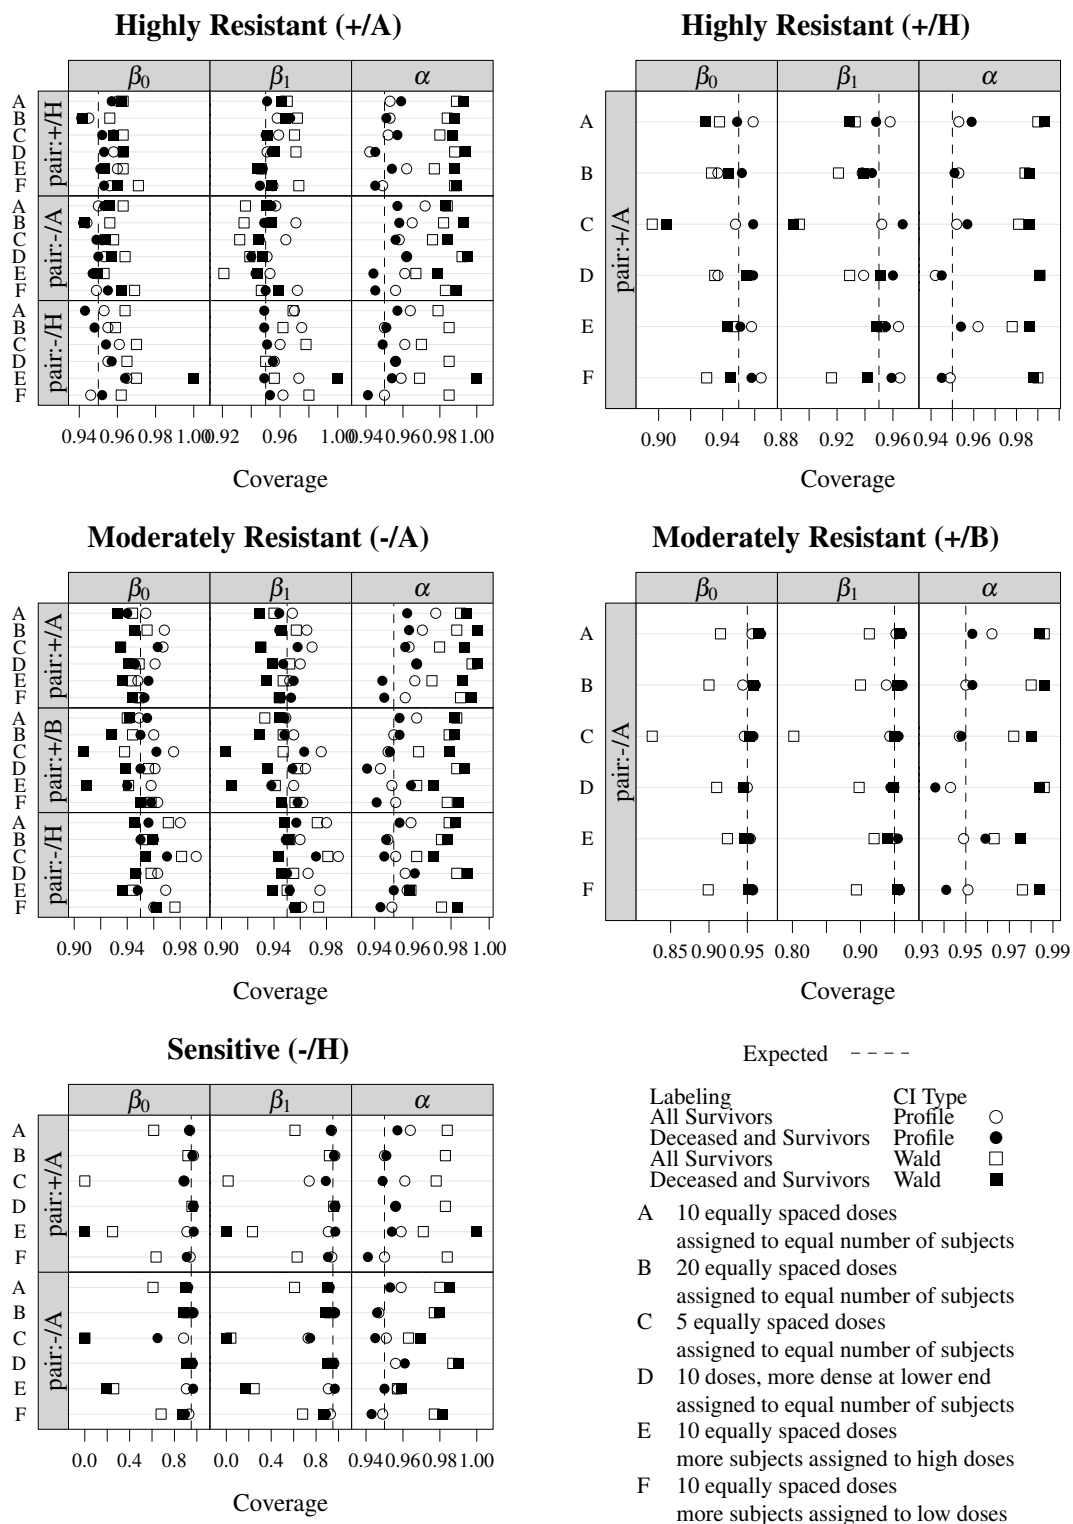 Highly Resistant (+/A)
β0 β1 α
pair:+/H
A
B
C
D
E
F
pair:-/A
A
B
C
D
E
F
pair:-/H
A
B
C
D
E
F
0.94 0.96 0.98 1.00 0.92 0.96 1.00 0.94 0.96 0.98 1.00
Coverage
Highly Resistant (+/H)
β0 β1 α
pair:+/A
A
B
C
D
E
F
0.90 0.94 0.88 0.92 0.96 0.94 0.96 0.98
Coverage
Moderately Resistant (-/A)
β0 β1 α
pair:+/A
A
B
C
D
E
F
pair:+/B
A
B
C
D
E
F
pair:-/H
A
B
C
D
E
F
0.90 0.94 0.98 0.90 0.94 0.98 0.94 0.96 0.98 1.00
Coverage
Moderately Resistant (+/B)
β0 β1 α
pair:-/A
A
B
C
D
E
F
0.85 0.90 0.95 0.80 0.90 0.93 0.95 0.97 0.99
Coverage
Sensitive (-/H)
β0 β1 α
pair:+/A
A
B
C
D
E
F
pair:-/A
A
B
C
D
E
F
0.0 0.4 0.8 0.0 0.4 0.8 0.94 0.96 0.98 1.00
Coverage
Expected
Labeling CI Type
All Survivors Profile
Deceased and Survivors Profile
All Survivors Wald
Deceased and Survivors Wald
A 10 equally spaced doses
assigned to equal number of subjects
B 20 equally spaced doses
assigned to equal number of subjects
C 5 equally spaced doses
assigned to equal number of subjects
D 10 doses, more dense at lower end
assigned to equal number of subjects
E 10 equally spaced doses
more subjects assigned to high doses
F 10 equally spaced doses
more subjects assigned to low doses